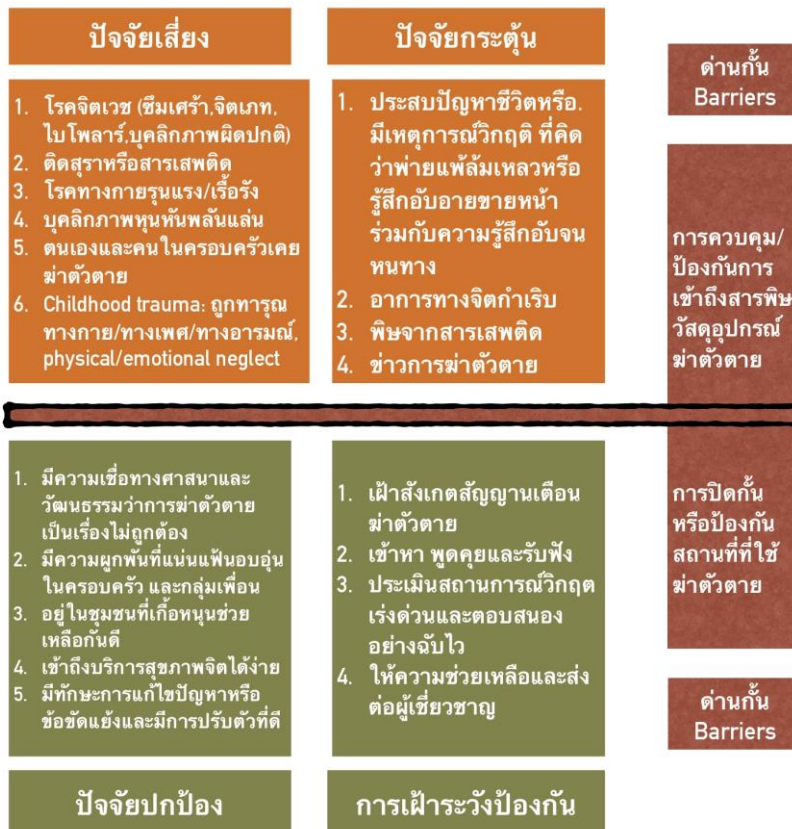 ปัจจัยเสี่ยง
1. โรคจิตเวช (ซึมเศร้า,จิตเภท,
ไบโพลาร์,บุคลิกภาพผิดปกติ)
2. ติดสุราหรือสารเสพติด
3. โรคทางกายรุนแรง/เรื้อรัง
4. บุคลิกภาพหุนหันพลันแล่น
5. ตนเองและคนในครอบครัวเคย
ฆ่าตัวตาย
6. Childhood trauma: ถูกทารุณ
ทางกาย/ทางเพศ/ทางอารมณ์,
physical/emotional neglect
ปัจจัยกระตุ้น
1. ประสบปัญหาชีวิตหรือ.
มีเหตุการณ์วิกฤติ ที่คิด
ว่าพ่ายแพ้ล้มเหลวหรือ
รู้สึกอับอายขายหน้า
ร่วมกับความรู้สึกอับจน
หนทาง
2. อาการทางจิตกำเริบ
3. พิษจากสารเสพติด
4. ข่าวการฆ่าตัวตาย
ด่านกั้น
Barriers
การควบคุม/
ป้องกันการ
เข้าถึงสารพิษ
วัสดุอุปกรณ์
ฆ่าตัวตาย
1. มีความเชื่อทางศาสนาและ
วัฒนธรรมว่าการฆ่าตัวตาย
เป็นเรื่องไม่ถูกต้อง
2. มีความผูกพันที่แน่นแฟ้นอบอุ่น
ในครอบครัว และกลุ่มเพื่อน
3. อยู่ในชุมชนที่เกื้อหนุนช่วย
เหลือกันดี
4. เข้าถึงบริการสุขภาพจิตได้ง่าย
5. มีทักษะการแก้ไขปัญหาหรือ
ข้อขัดแย้งและมีการปรับตัวที่ดี
ปัจจัยปกป้อง
1. เฝ้าสังเกตสัญญานเตือน
ฆ่าตัวตาย
2. เข้าหา พูดคุยและรับฟัง
3. ประเมินสถานการณ์วิกฤต
เร่งด่วนและตอบสนอง
อย่างฉับไว
4. ให้ความช่วยเหลือและส่ง
ต่อผู้เชี่ยวชาญ
การเฝ้าระวังป้องกัน
การปิดกั้น
หรือป้องกัน
สถานที่ที่ใช้
ฆ่าตัวตาย
ด่านกั้น
Barriers